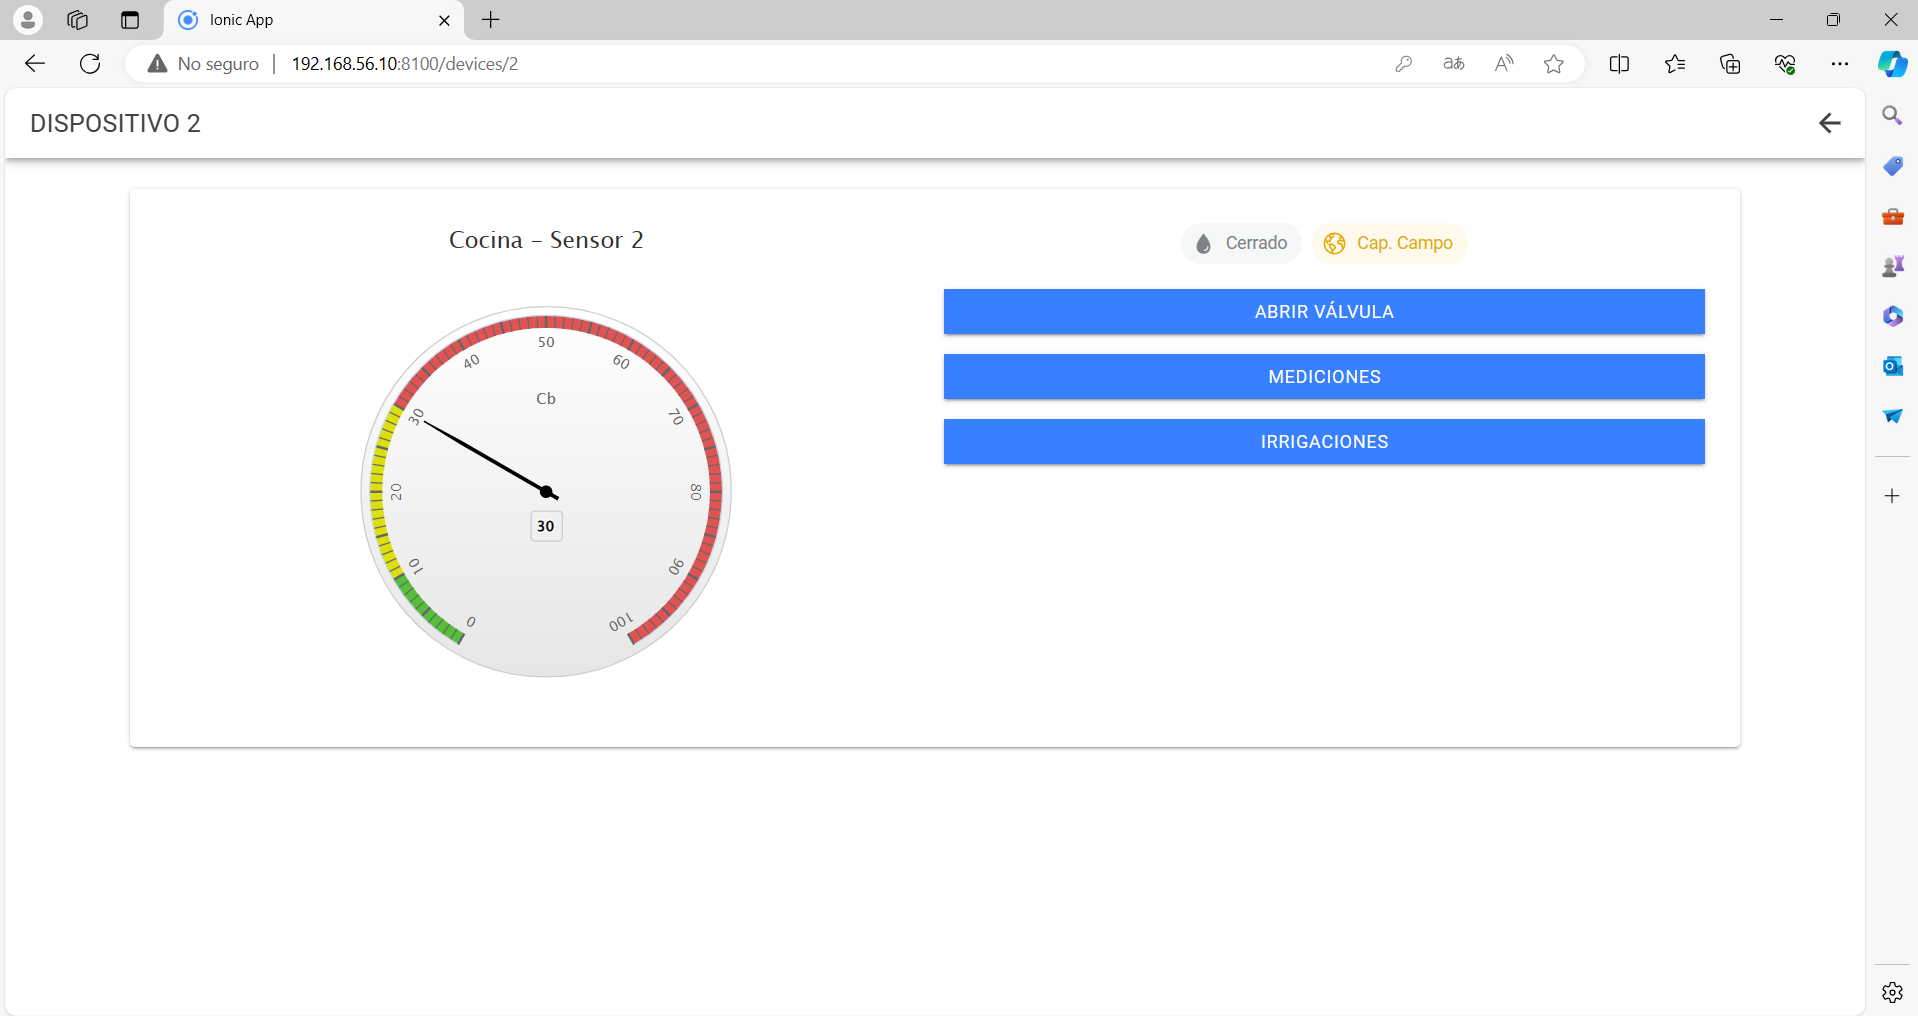 Ionic App
No seguro
192.168.56.10:8100/devices/2
DISPOSITIVO 2
Cocina – Sensor 2
0
10
20
30
40
50
60
70
80
90
100
Cb
30
Cerrado
Cap. Campo
ABRIR VÁLVULA
MEDICIONES
IRRIGACIONES